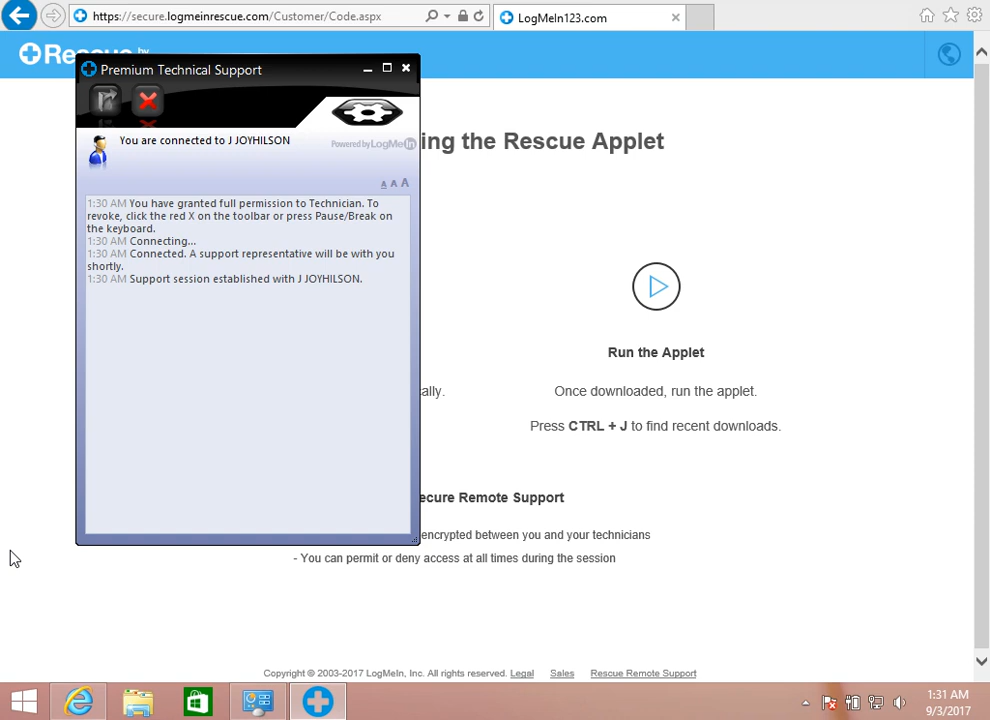 https://secure.logmeinrescue.com/Customer/Code.aspx
LogMeIn123.com
by
Premium Technical Support
You are connected to J JOYHILSON
Powered by LogMeIn
A A A
1:30 AM You have granted full permission to Technician. To
revoke, click the red X on the toolbar or press Pause/Break on
the keyboard.
1:30 AM Connecting...
1:30 AM Connected. A support representative will be with you
shortly.
1:30 AM Support session established with J JOYHILSON.
ing the Rescue Applet
Run the Applet
ally.
Once downloaded, run the applet.
Press CTRL + J to find recent downloads.
ecure Remote Support
encrypted between you and your technicians
- You can permit or deny access at all times during the session
Copyright © 2003-2017 LogMeIn, Inc. All rights reserved. Legal Sales Rescue Remote Support
1:31 AM
9/3/2017